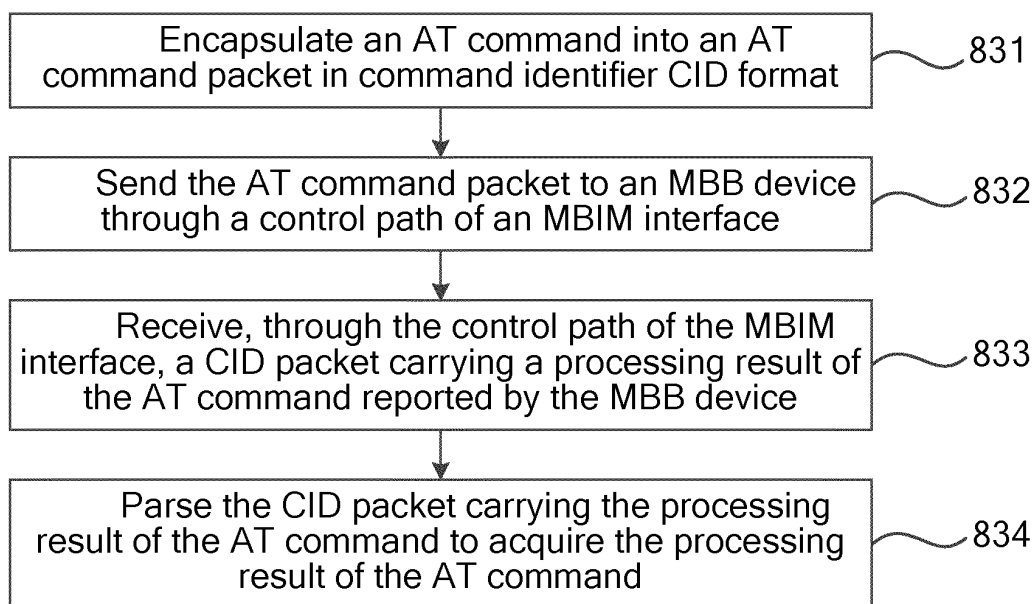 Encapsulate an AT command into an AT
command packet in command identifier CID format
831
Send the AT command packet to an MBB device
through a control path of an MBIM interface
832
Receive, through the control path of the MBIM
interface, a CID packet carrying a processing result of
the AT command reported by the MBB device
833
Parse the CID packet carrying the processing
result of the AT command to acquire the processing
result of the AT command
834